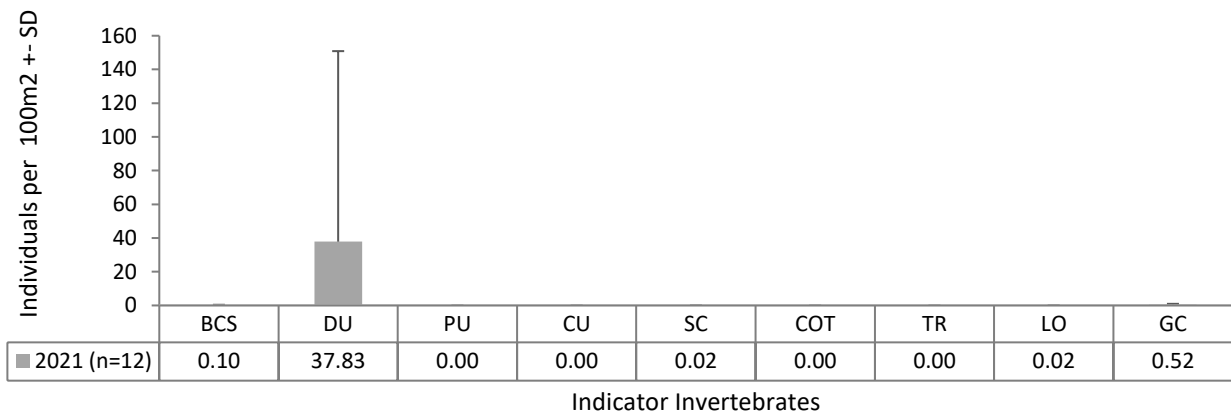 Individuals per 100m2 +- SD
160
140
120
100
80
60
40
20
0
BCS DU PU CU SC COT TR LO GC
2021 (n=12) 0.10 37.83 0.00 0.00 0.02 0.00 0.00 0.02 0.52
Indicator Invertebrates